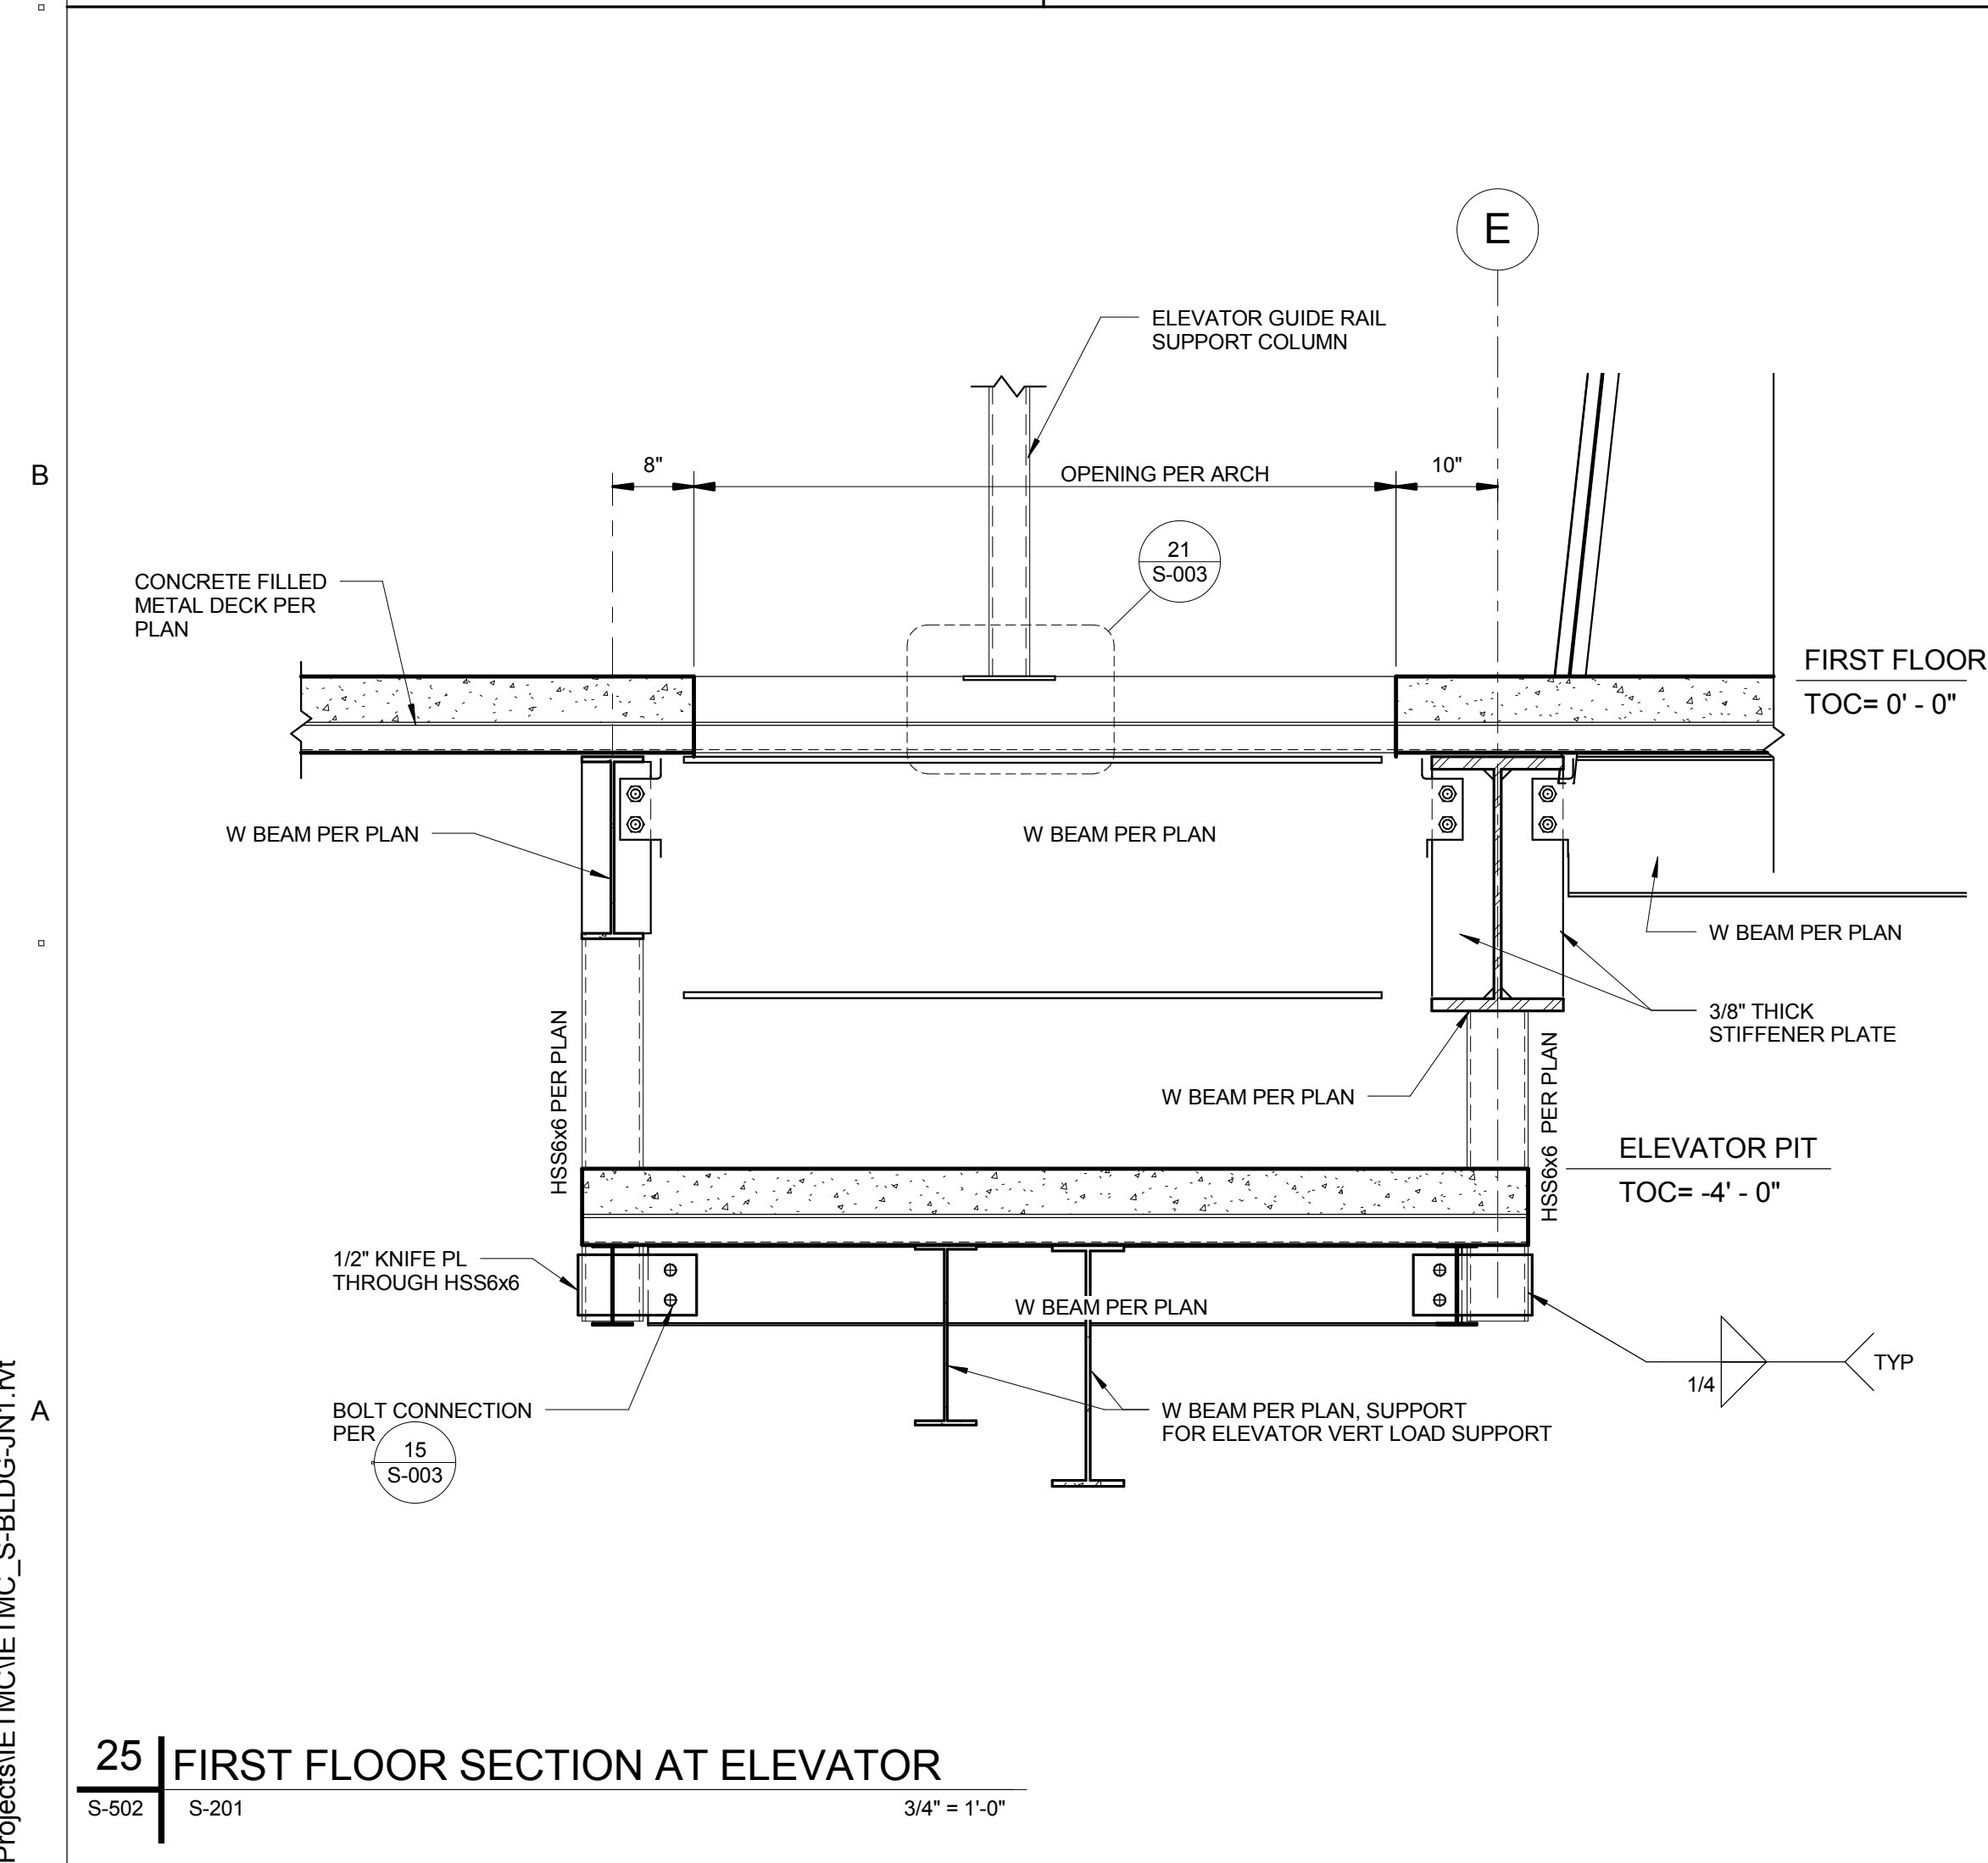 E
ELEVATOR GUIDE RAIL
SUPPORT COLUMN
B
8"
OPENING PER ARCH
10"
21
S-003
CONCRETE FILLED
METAL DECK PER
PLAN
FIRST FLOOR
TOC= 0' - 0"
W BEAM PER PLAN
W BEAM PER PLAN
W BEAM PER PLAN
3/8" THICK
STIFFENER PLATE
HSS6x6 PER PLAN
W BEAM PER PLAN
HSS6x6 PER PLAN
ELEVATOR PIT
TOC= -4' - 0"
1/2" KNIFE PL
THROUGH HSS6x6
W BEAM PER PLAN
1/4
TYP
A
BOLT CONNECTION
PER
15
S-003
W BEAM PER PLAN, SUPPORT
FOR ELEVATOR VERT LOAD SUPPORT
25
FIRST FLOOR SECTION AT ELEVATOR
S-502
S-201
3/4" = 1'-0"